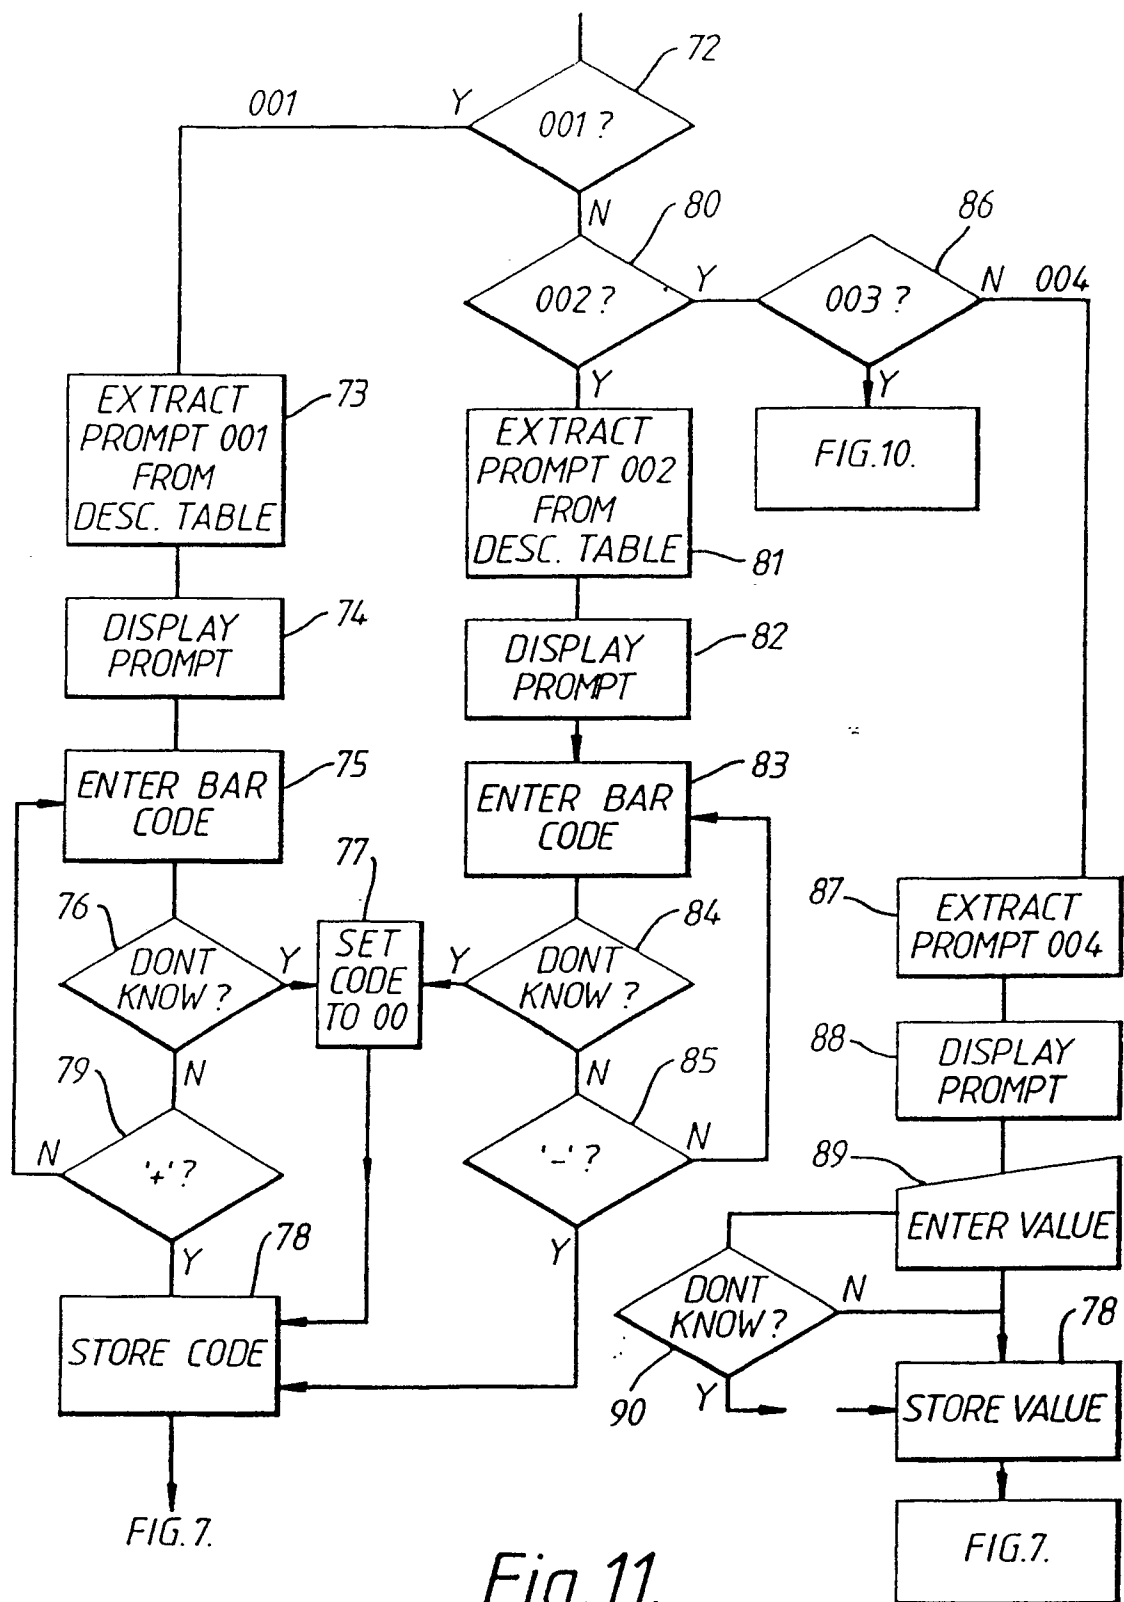 72
001
Y
001 ?
N
80
86
002 ?
Y
003 ?
N
004
Y
Y
73
EXTRACT
PROMPT 001
FROM
DESC. TABLE
EXTRACT
PROMPT 002
FROM
DESC. TABLE
81
FIG.10.
74
DISPLAY
PROMPT
82
DISPLAY
PROMPT
75
ENTER BAR
CODE
83
ENTER BAR
CODE
76
DONT
KNOW ?
Y
77
SET
CODE
TO 00
Y
84
DONT
KNOW ?
87
EXTRACT
PROMPT 004
N
N
88
DISPLAY
PROMPT
79
N
'+' ?
Y
85
'–' ?
N
Y
89
ENTER VALUE
DONT
KNOW ?
N
90
Y
78
STORE CODE
78
STORE VALUE
FIG.7.
FIG.7.
Fig.11.